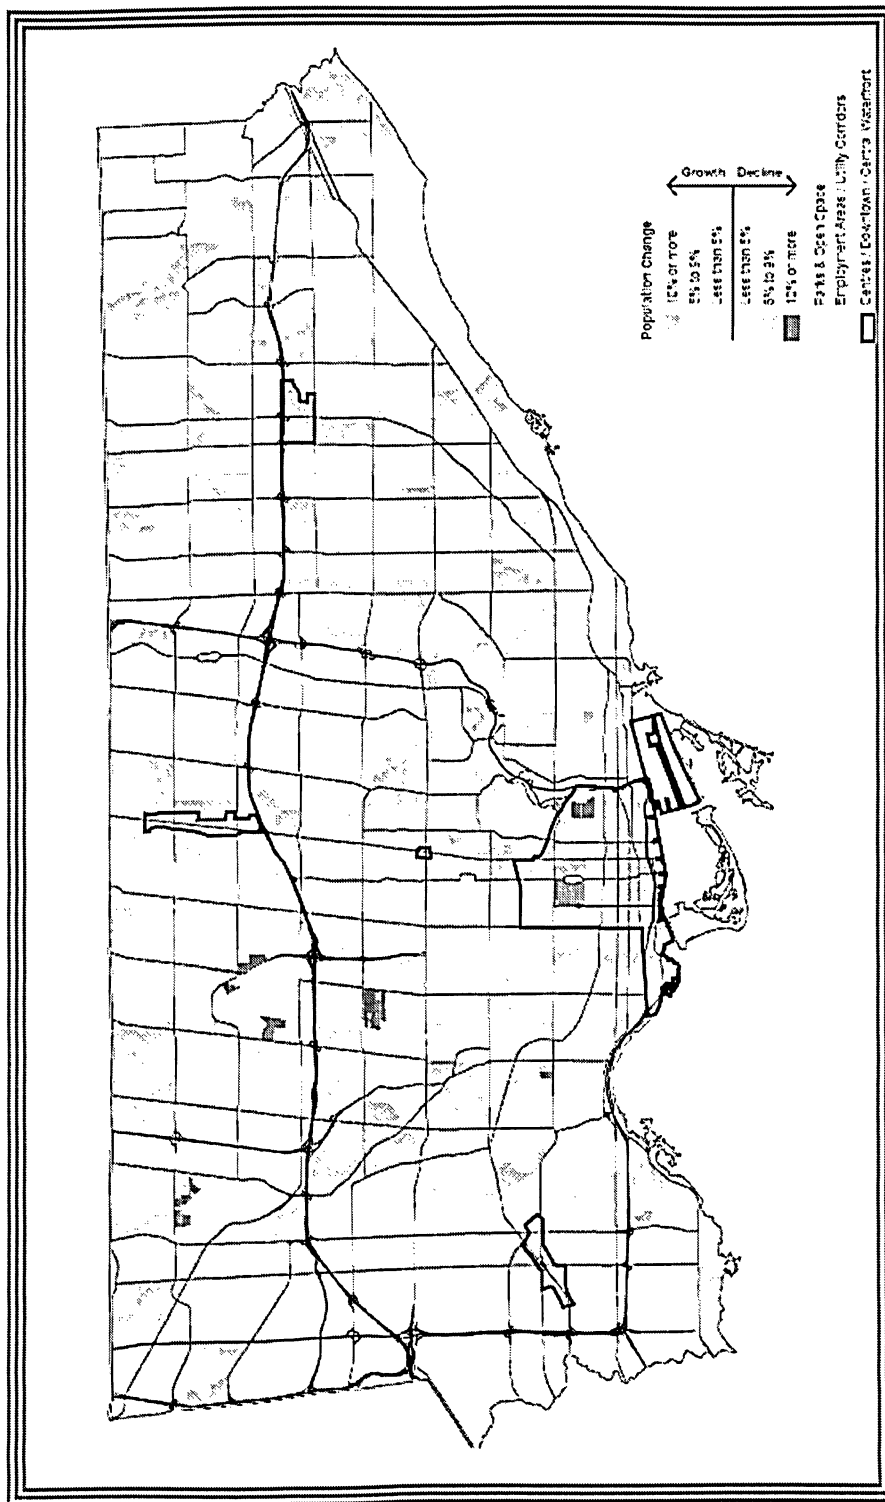 Population Change
Growth Decline
10% or more
5% to 9%
Less than 5%
Less than 5%
5% to 9%
10% or more
Parks & Open Space
Employment Areas / Utility Corridors
Centres / Downtown / Central Waterfront